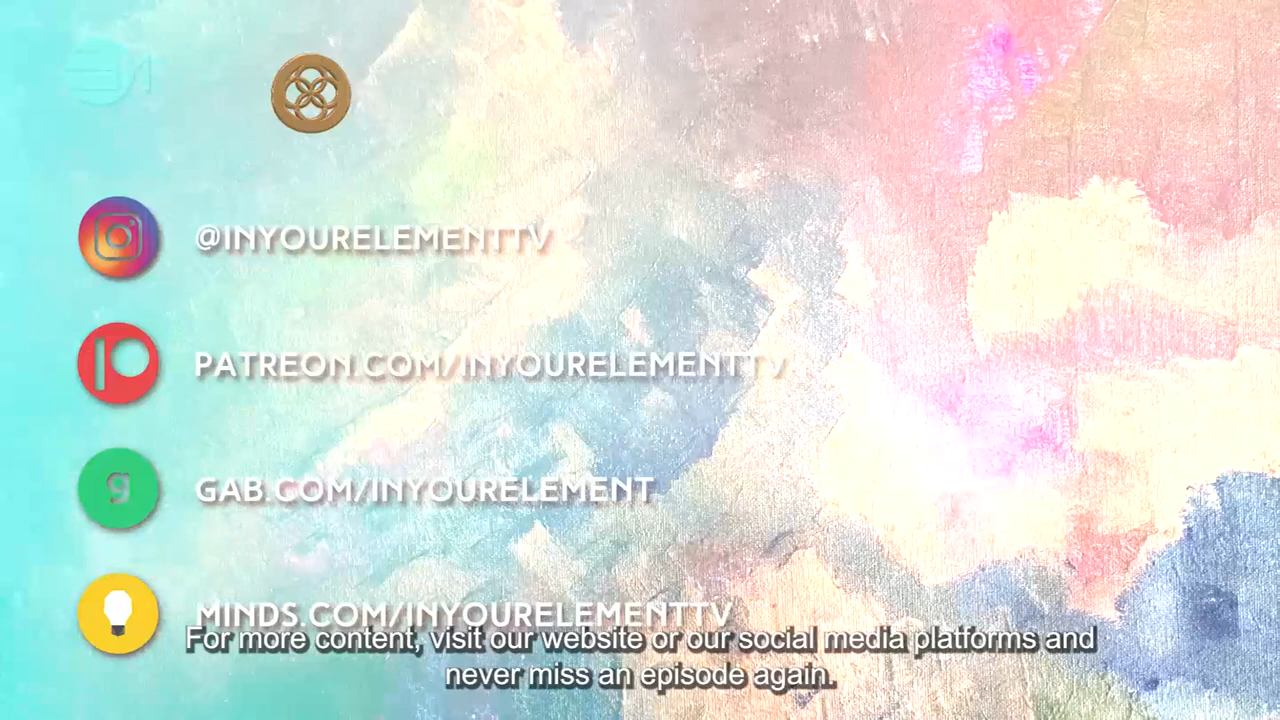 @INYOURELEMENTTV
PATREON.COM/INYOURELEMENTTV
g
GAB.COM/INYOURELEMENT
MINDS.COM/INYOURELEMENTTV
For more content, visit our website or our social media platforms and
never miss an episode again.